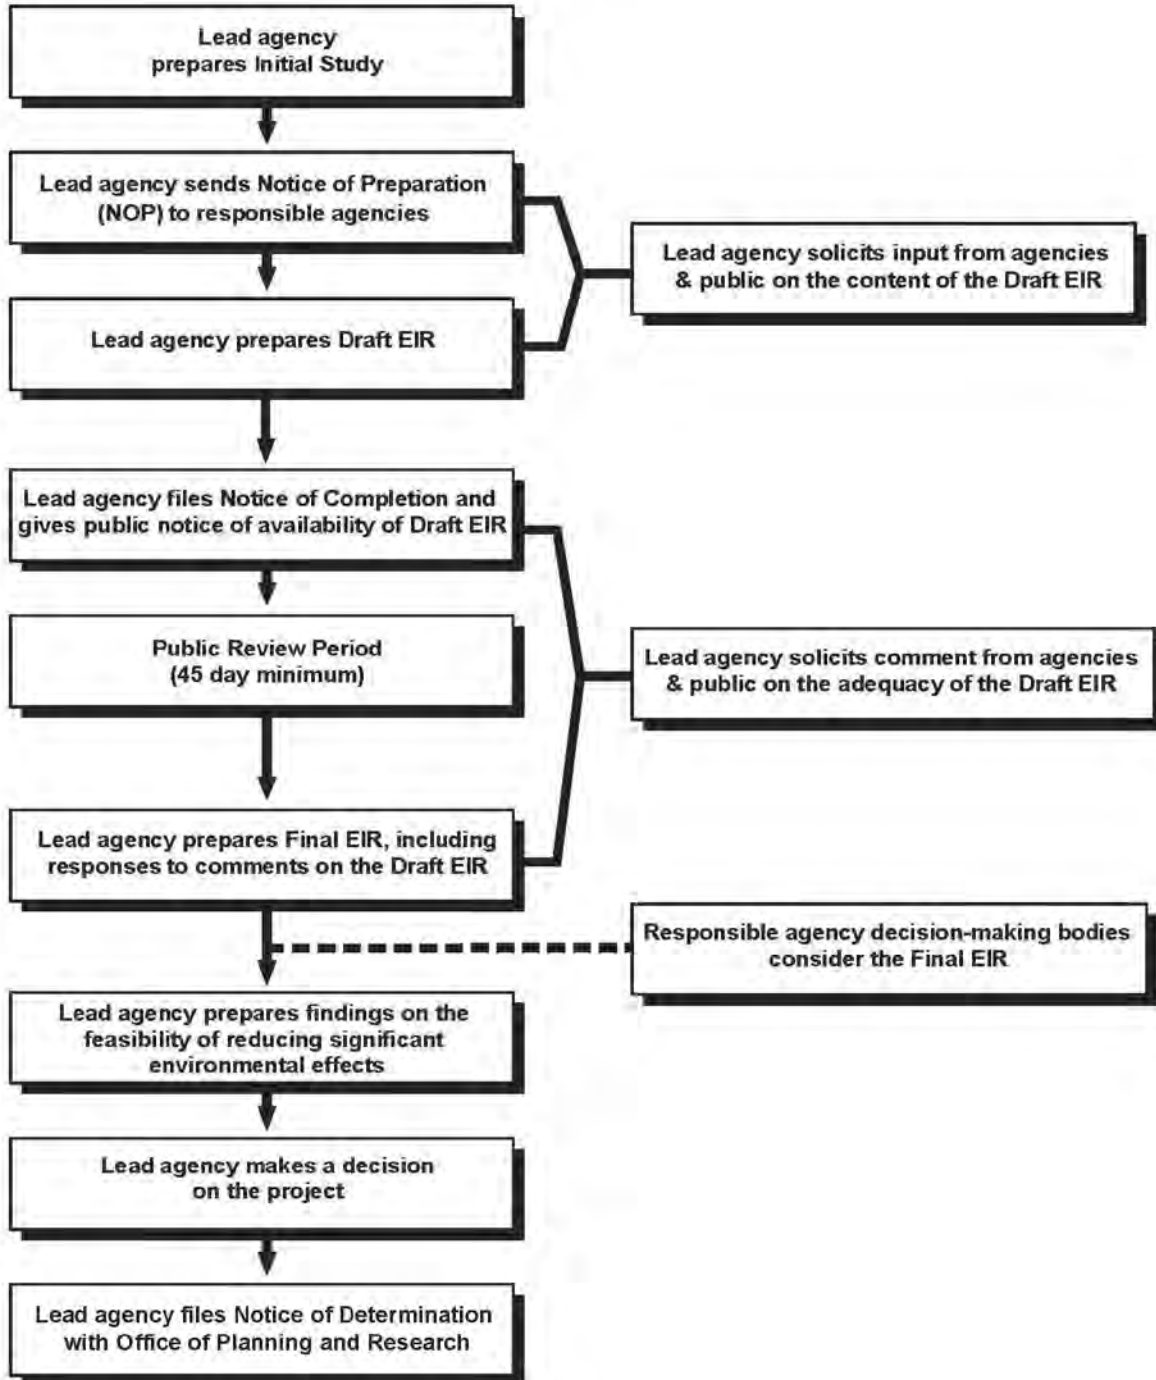 Lead agency
prepares Initial Study
Lead agency sends Notice of Preparation
(NOP) to responsible agencies
Lead agency solicits input from agencies
& public on the content of the Draft EIR
Lead agency prepares Draft EIR
Lead agency files Notice of Completion and
gives public notice of availability of Draft EIR
Public Review Period
(45 day minimum)
Lead agency solicits comment from agencies
& public on the adequacy of the Draft EIR
Lead agency prepares Final EIR, including
responses to comments on the Draft EIR
Responsible agency decision-making bodies
consider the Final EIR
Lead agency prepares findings on the
feasibility of reducing significant
environmental effects
Lead agency makes a decision
on the project
Lead agency files Notice of Determination
with Office of Planning and Research